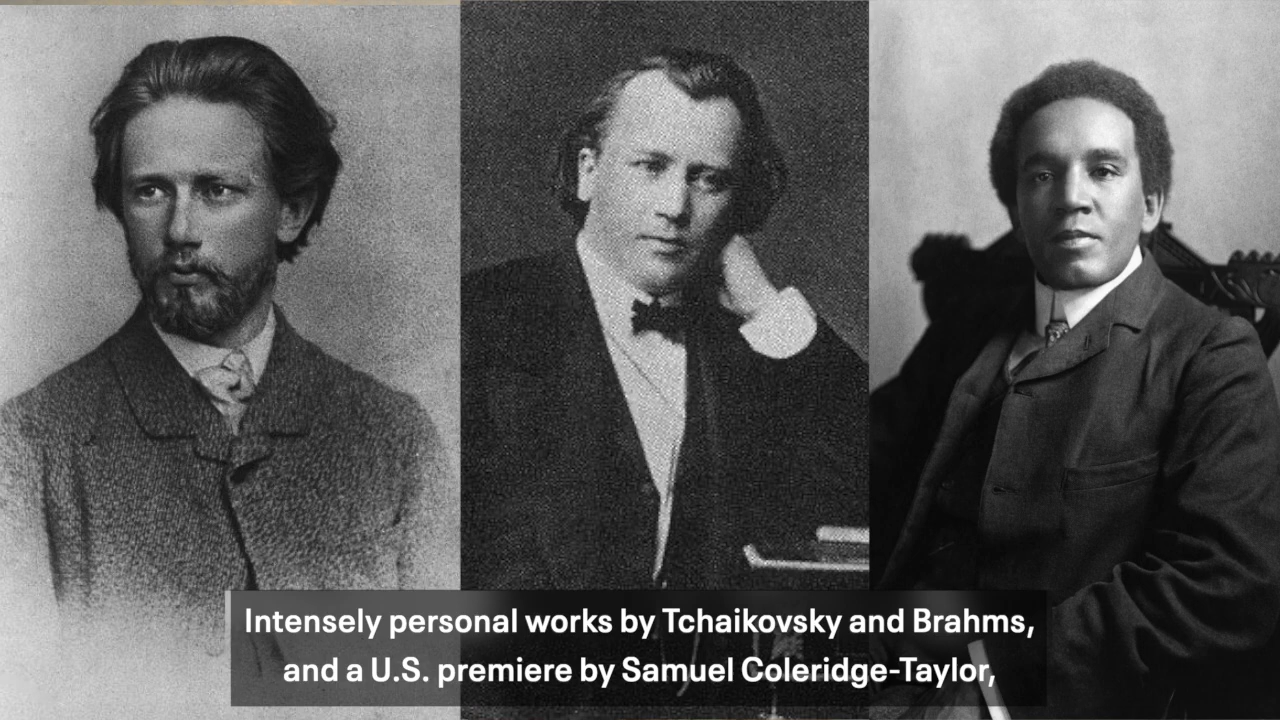 Intensely personal works by Tchaikovsky and Brahms,
and a U.S. premiere by Samuel Coleridge-Taylor,